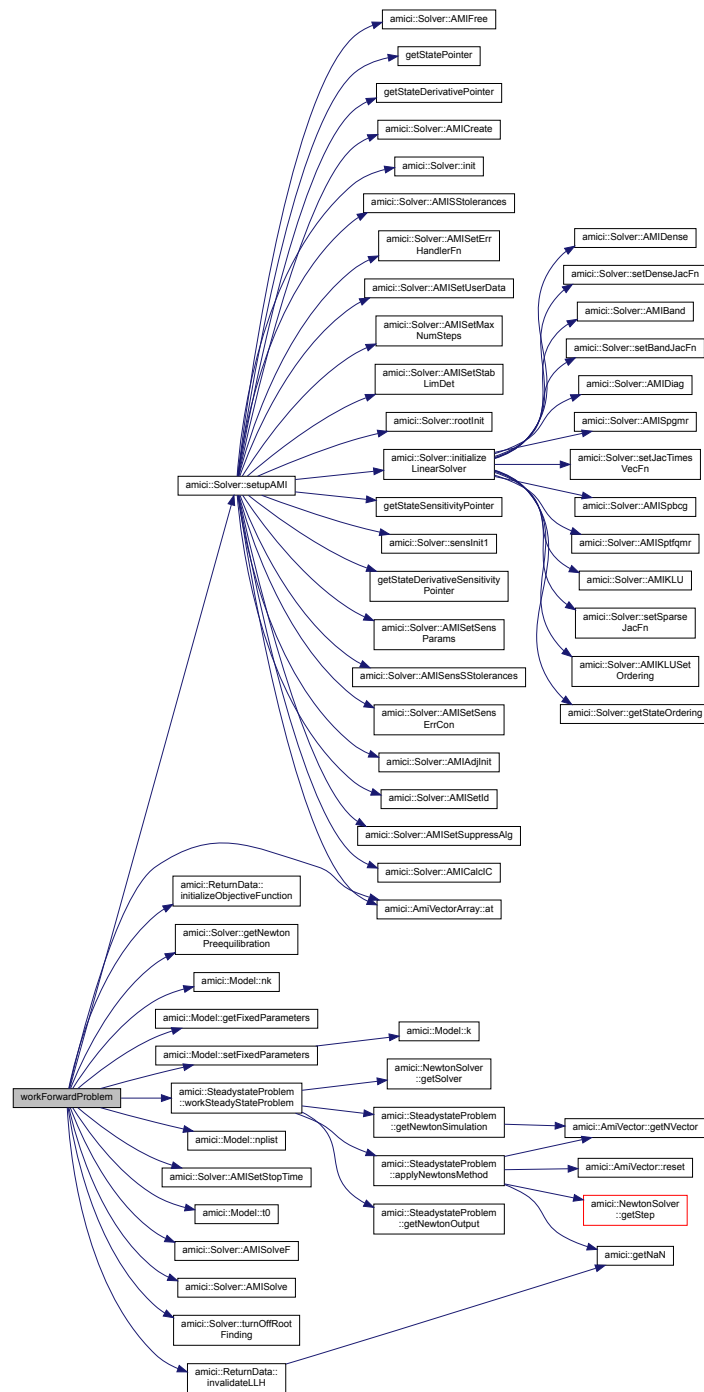 workForwardProblem
amici::Solver::setupAMI
amici::ReturnData::
initializeObjectiveFunction
amici::Solver::getNewton
Preequilibration
amici::Model::nk
amici::Model::getFixedParameters
amici::Model::setFixedParameters
amici::SteadystateProblem
::workSteadyStateProblem
amici::Model::nplist
amici::Solver::AMISetStopTime
amici::Model::t0
amici::Solver::AMISolveF
amici::Solver::AMISolve
amici::Solver::turnOffRoot
Finding
amici::ReturnData::
invalidateLLH
amici::Solver::AMIFree
getStatePointer
getStateDerivativePointer
amici::Solver::AMICreate
amici::Solver::init
amici::Solver::AMISStolerances
amici::Solver::AMISetErr
HandlerFn
amici::Solver::AMISetUserData
amici::Solver::AMISetMax
NumSteps
amici::Solver::AMISetStab
LimDet
amici::Solver::rootInit
amici::Solver::initialize
LinearSolver
getStateSensitivityPointer
amici::Solver::sensInit1
getStateDerivativeSensitivity
Pointer
amici::Solver::AMISetSens
Params
amici::Solver::AMISensSStolerances
amici::Solver::AMISetSens
ErrCon
amici::Solver::AMIAdjInit
amici::Solver::AMISetId
amici::Solver::AMISetSuppressAlg
amici::Solver::AMICalcIC
amici::AmiVectorArray::at
amici::Model::k
amici::NewtonSolver
::getSolver
amici::SteadystateProblem
::getNewtonSimulation
amici::SteadystateProblem
::applyNewtonsMethod
amici::SteadystateProblem
::getNewtonOutput
amici::Solver::AMIDense
amici::Solver::setDenseJacFn
amici::Solver::AMIBand
amici::Solver::setBandJacFn
amici::Solver::AMIDiag
amici::Solver::AMISpgmr
amici::Solver::setJacTimes
VecFn
amici::Solver::AMISpbcg
amici::Solver::AMISptfqmr
amici::Solver::AMIKLU
amici::Solver::setSparse
JacFn
amici::Solver::AMIKLUSet
Ordering
amici::Solver::getStateOrdering
amici::AmiVector::getNVector
amici::AmiVector::reset
amici::NewtonSolver
::getStep
amici::getNaN